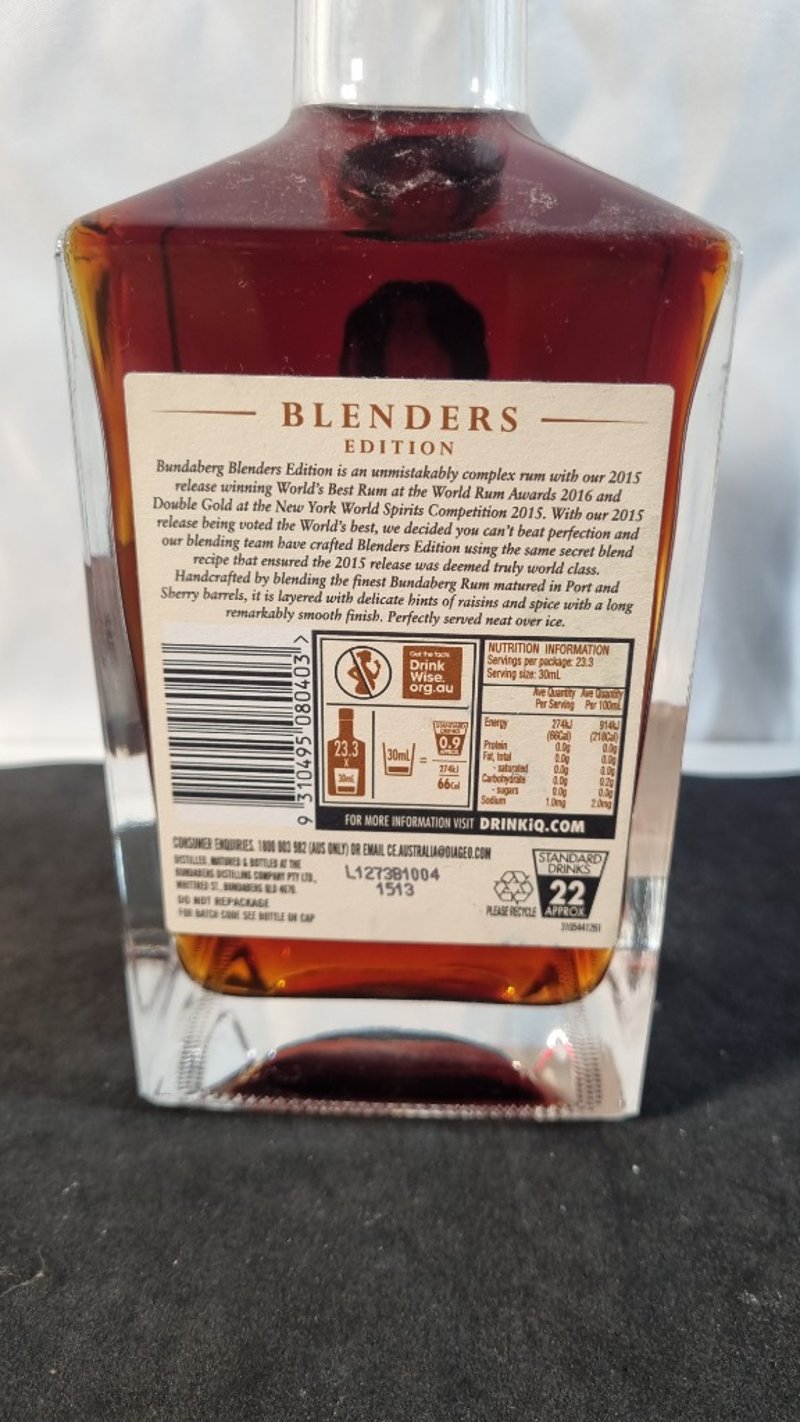 BLENDERS
EDITION
Bundaberg Blenders Edition is an unmistakably complex rum with our 2015
release winning World's Best Rum at the World Rum Awards 2016 and
Double Gold at the New York World Spirits Competition 2015. With our 2015
release being voted the World's best, we decided you can't beat perfection and
our blending team have crafted Blenders Edition using the same secret blend
recipe that ensured the 2015 release was deemed truly world class.
Handcrafted by blending the finest Bundaberg Rum matured in Port and
Sherry barrels, it is layered with delicate hints of raisins and spice with a long
remarkably smooth finish. Perfectly served neat over ice.
9 310495 080403 >
Get the facts
Drink
Wise.
org.au
23.3
X
30mL
30mL
=
STANDARD
DRINKS
0.9
APPROX.
274kJ
66Cal
NUTRITION INFORMATION
Servings per package: 23.3
Serving size: 30mL
Ave Quantity Ave Quantity
Per Serving Per 100mL
Energy 274kJ 914kJ
(66Cal) (218Cal)
Protein 0.0g 0.0g
Fat, total 0.0g 0.0g
- saturated 0.0g 0.0g
Carbohydrate 0.0g 0.2g
- sugars 0.0g 0.0g
Sodium 1.0mg 2.0mg
FOR MORE INFORMATION VISIT DRINKiQ.COM
CONSUMER ENQUIRIES. 1800 003 982 (AUS ONLY) OR EMAIL CE.AUSTRALIA@DIAGEO.COM
DISTILLED, MATURED & BOTTLED AT THE
BUNDABERG DISTILLING COMPANY PTY LTD.,
WHITTRED ST., BUNDABERG QLD 4670.
DO NOT REPACKAGE
FOR BATCH CODE SEE BOTTLE OR CAP
L1273B1004
1513
PLEASE RECYCLE
STANDARD
DRINKS
22
APPROX.